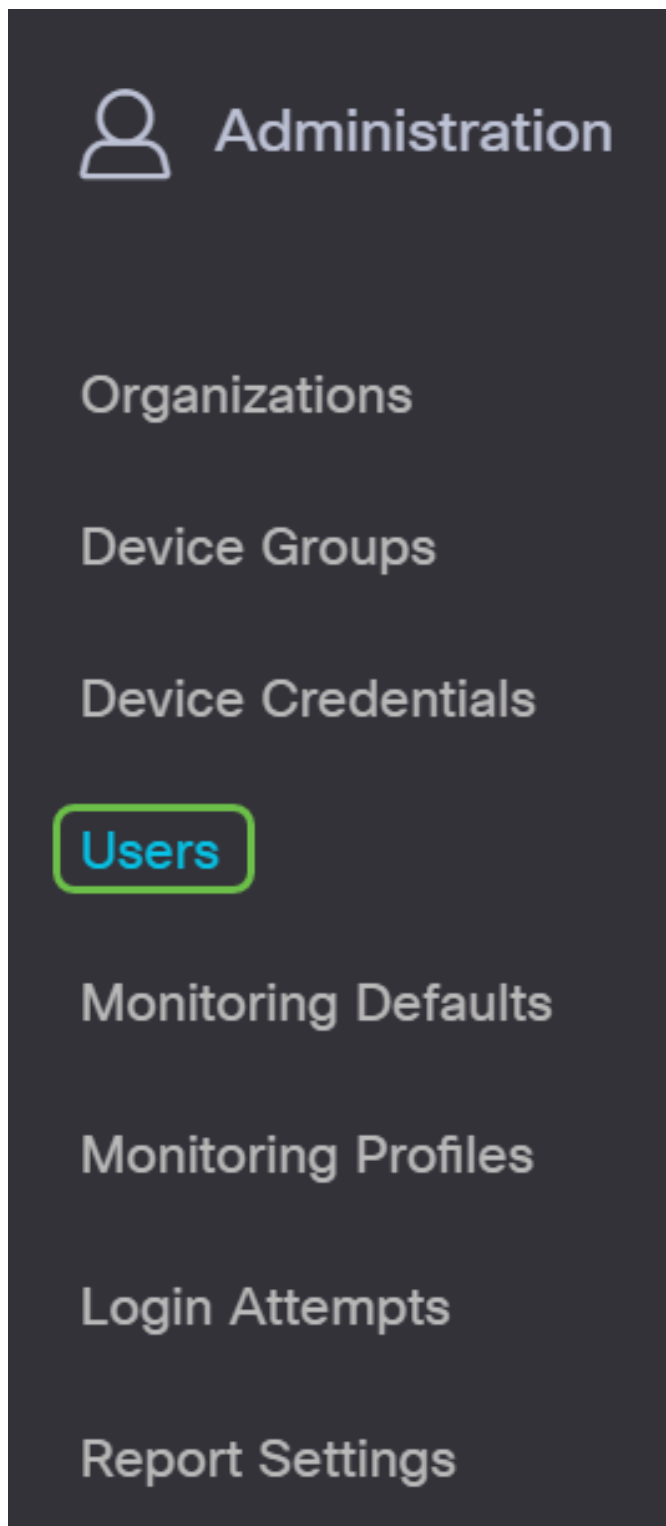 Administration
Organizations
Device Groups
Device Credentials
Users
Monitoring Defaults
Monitoring Profiles
Login Attempts
Report Settings